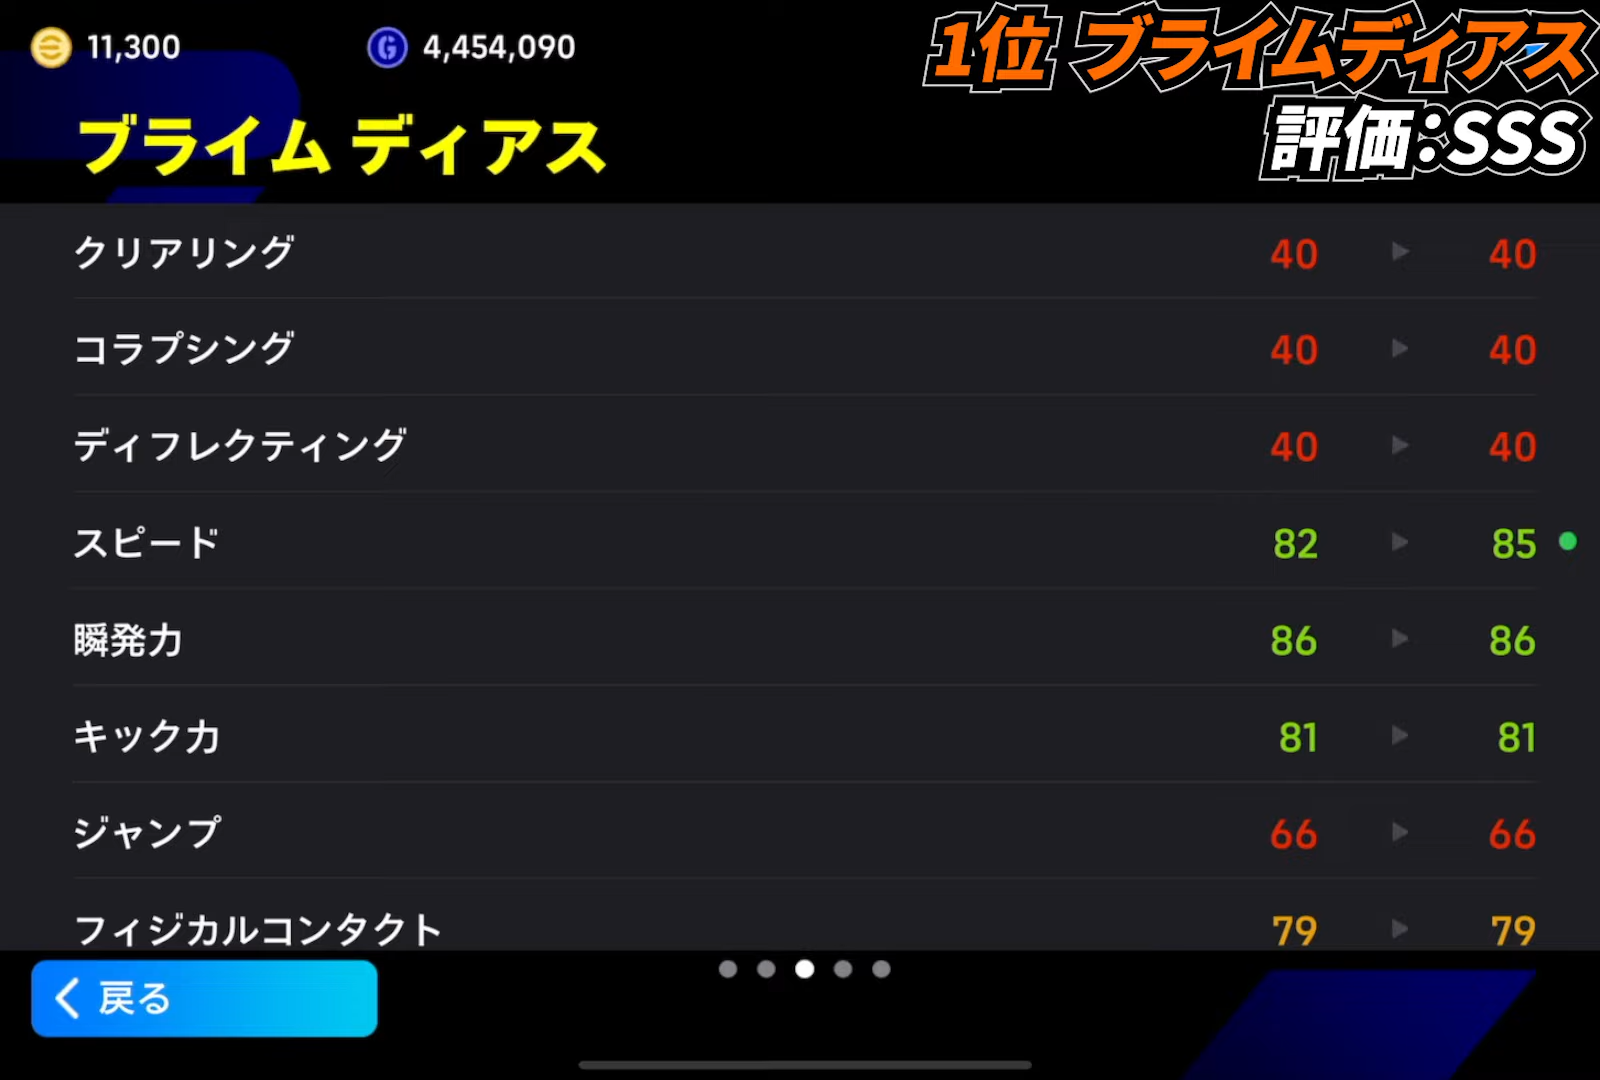 11,300
4,454,090
1位 ブライムディアス
評価:SSS
ブライム ディアス
クリアリング 40 ▶ 40
コラプシング 40 ▶ 40
ディフレクティング 40 ▶ 40
スピード 82 ▶ 85
瞬発力 86 ▶ 86
キック力 81 ▶ 81
ジャンプ 66 ▶ 66
フィジカルコンタクト 79 ▶ 79
戻る